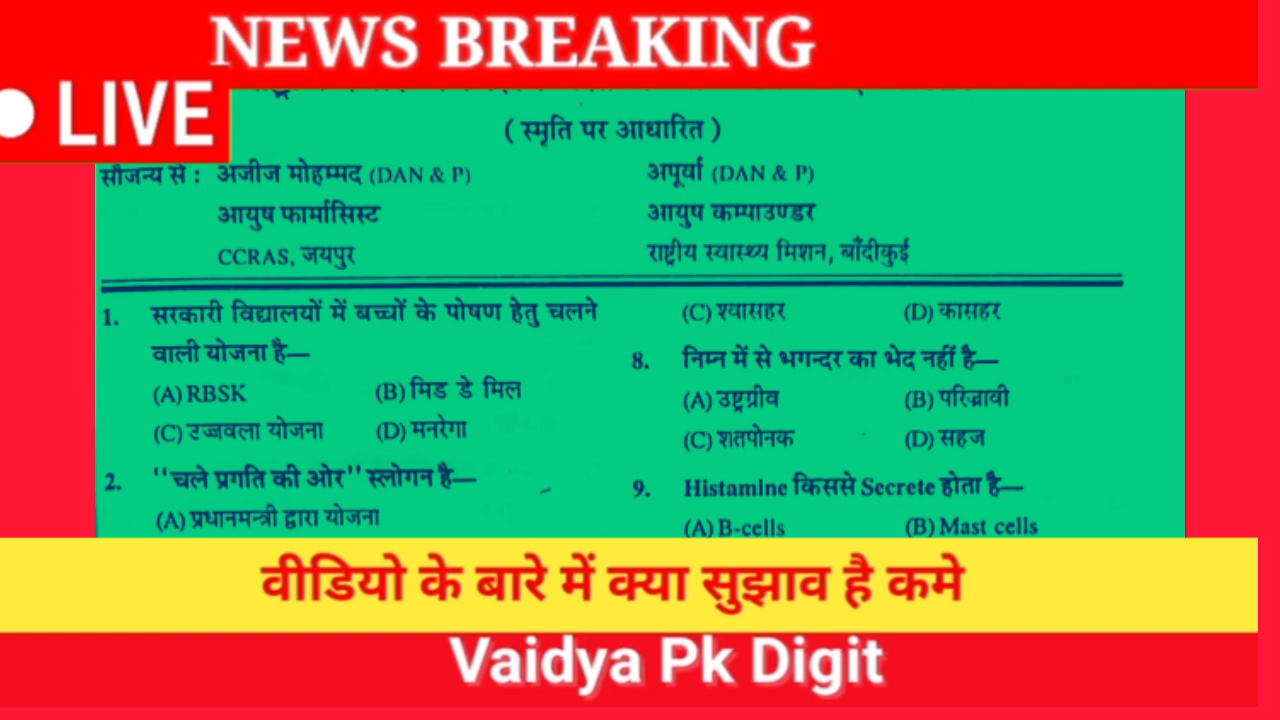 NEWS BREAKING
LIVE
( स्मृति पर आधारित )
सौजन्य से : अजीज मोहम्मद (DAN & P)
आयुष फार्मासिस्ट
CCRAS, जयपुर
अपूर्वा (DAN & P)
आयुष कम्पाउण्डर
राष्ट्रीय स्वास्थ्य मिशन, बाँदीकुई
1. सरकारी विद्यालयों में बच्चों के पोषण हेतु चलने
वाली योजना है—
(A) RBSK (B) मिड डे मिल
(C) उज्जवला योजना (D) मनरेगा
2. ''चले प्रगति की ओर'' स्लोगन है—
(A) प्रधानमन्त्री द्वारा योजना
(C) श्वासहर (D) कासहर
8. निम्न में से भगन्दर का भेद नहीं है—
(A) उष्ट्रग्रीव (B) परिस्रावी
(C) शतपोनक (D) सहज
9. Histamine किससे Secrete होता है—
(A) B-cells (B) Mast cells
वीडियो के बारे में क्या सुझाव है कमे
Vaidya Pk Digit